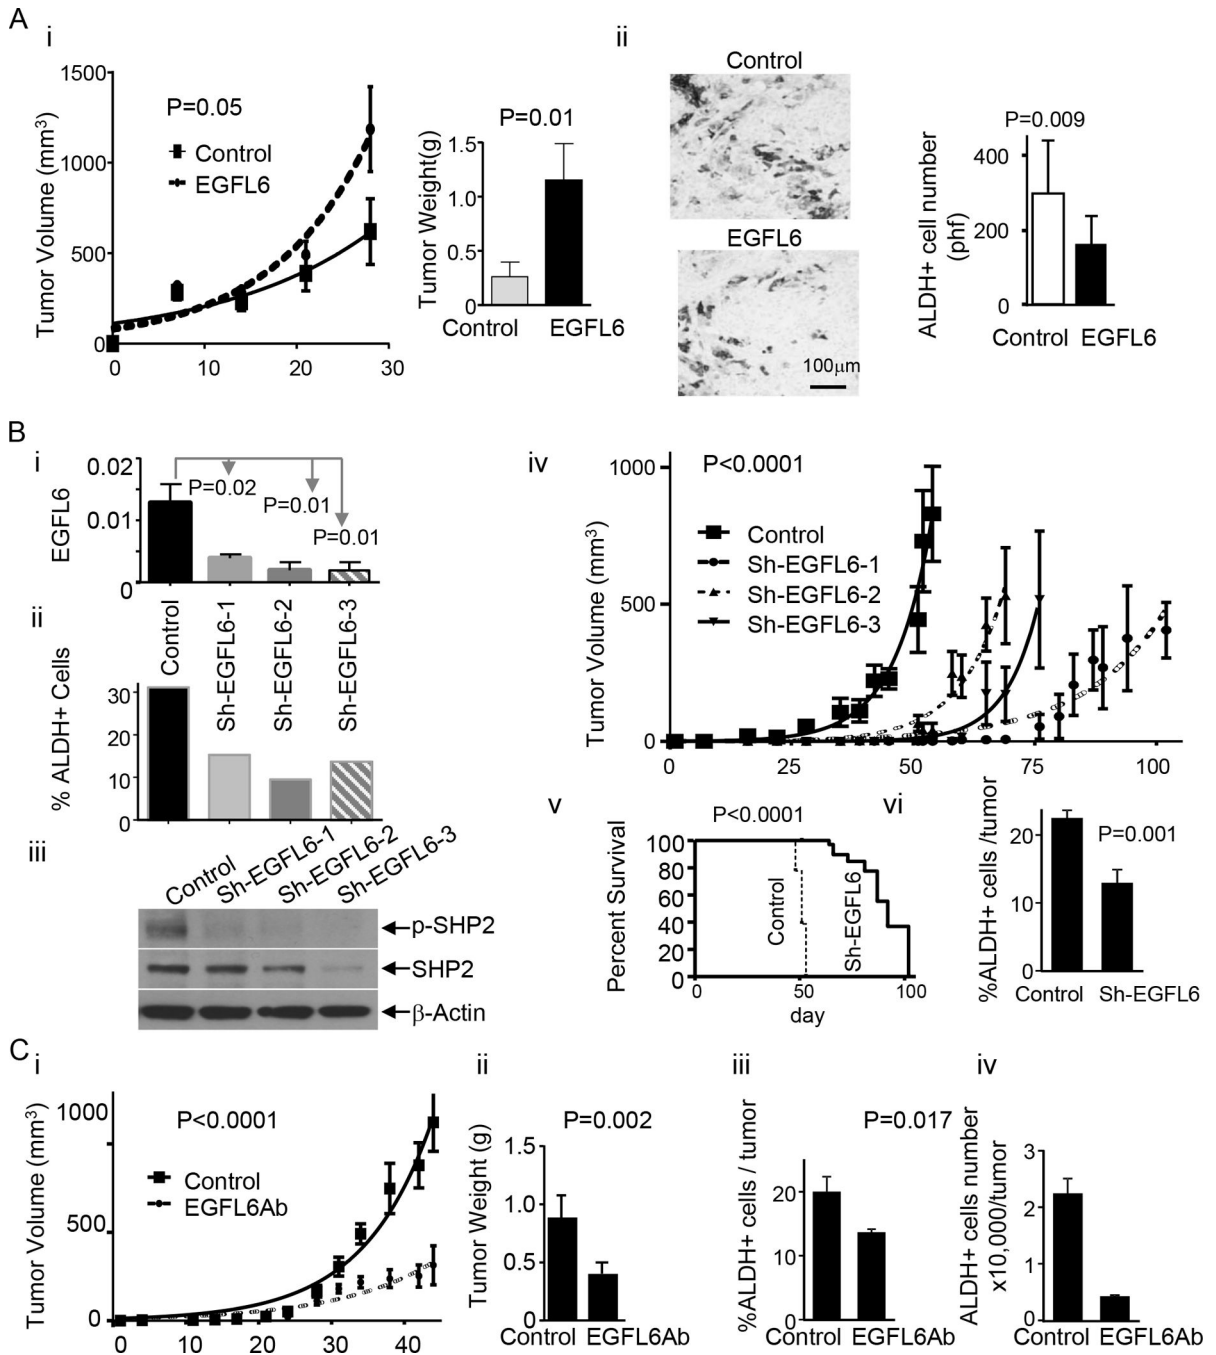 A
i
1500
1000
500
0
Tumor Volume (mm³)
P=0.05
Control
EGFL6
0 10 20 30
P=0.01
1.5
1.0
0.5
0.0
Tumor Weight(g)
Control EGFL6
ii
Control
EGFL6
100μm
P=0.009
400
200
0
ALDH+ cell number
(phf)
Control EGFL6
B
i
0.02
0.01
0
EGFL6
P=0.02
P=0.01
P=0.01
Control
Sh-EGFL6-1
Sh-EGFL6-2
Sh-EGFL6-3
ii
30
20
10
0
% ALDH+ Cells
iii
Control
Sh-EGFL6-1
Sh-EGFL6-2
Sh-EGFL6-3
p-SHP2
SHP2
β-Actin
iv
P<0.0001
1000
500
0
Tumor Volume (mm³)
Control
Sh-EGFL6-1
Sh-EGFL6-2
Sh-EGFL6-3
0 25 50 75 100
v
P<0.0001
100
80
60
40
20
0
Percent Survival
Control
Sh-EGFL6
0 50 100
day
vi
P=0.001
20
10
0
%ALDH+ cells /tumor
Control Sh-EGFL6
C
i
1000
500
0
Tumor Volume (mm³)
P<0.0001
Control
EGFL6Ab
0 10 20 30 40
ii
P=0.002
1.5
1.0
0.5
0.0
Tumor Weight (g)
Control EGFL6Ab
iii
P=0.017
20
10
0
%ALDH+ cells / tumor
Control EGFL6Ab
iv
3
2
1
0
ALDH+ cells number
x10,000/tumor
Control EGFL6Ab